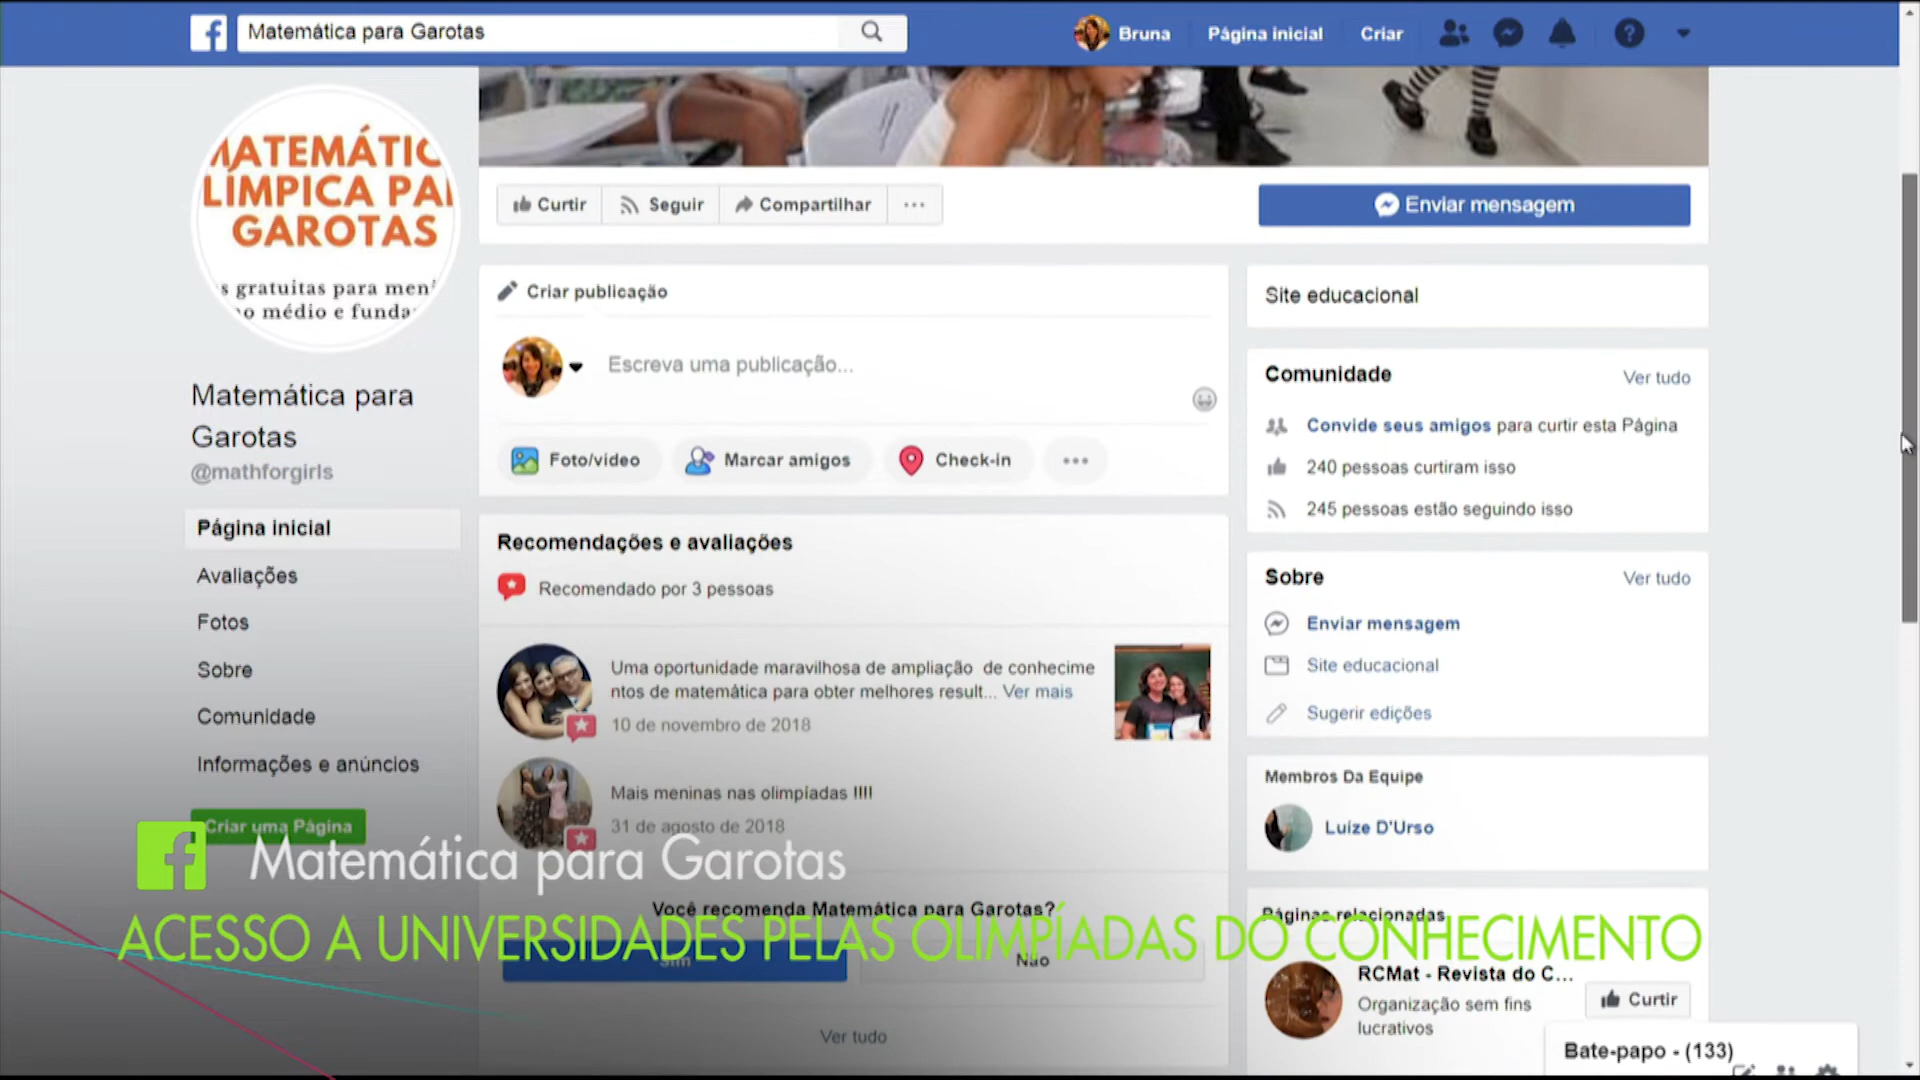 Matemática para Garotas
Bruna
Página inicial
Criar
MATEMÁTIC
LÍMPICA PA
GAROTAS
s gratuitas para meni
no médio e funda
Matemática para
Garotas
@mathforgirls
Página inicial
Avaliações
Fotos
Sobre
Comunidade
Informações e anúncios
Criar uma Página
Curtir
Seguir
Compartilhar
Enviar mensagem
Criar publicação
Escreva uma publicação...
Foto/vídeo
Marcar amigos
Check-in
Recomendações e avaliações
Recomendado por 3 pessoas
Uma oportunidade maravilhosa de ampliação de conhecime
ntos de matemática para obter melhores result... Ver mais
10 de novembro de 2018
Mais meninas nas olimpíadas !!!!
31 de agosto de 2018
Você recomenda Matemática para Garotas?
Sim
Não
Ver tudo
Site educacional
Comunidade
Ver tudo
Convide seus amigos para curtir esta Página
240 pessoas curtiram isso
245 pessoas estão seguindo isso
Sobre
Ver tudo
Enviar mensagem
Site educacional
Sugerir edições
Membros Da Equipe
Luize D'Urso
Páginas relacionadas
RCMat - Revista do C...
Organização sem fins
lucrativos
Curtir
Bate-papo - (133)
Matemática para Garotas
ACESSO A UNIVERSIDADES PELAS OLIMPÍADAS DO CONHECIMENTO